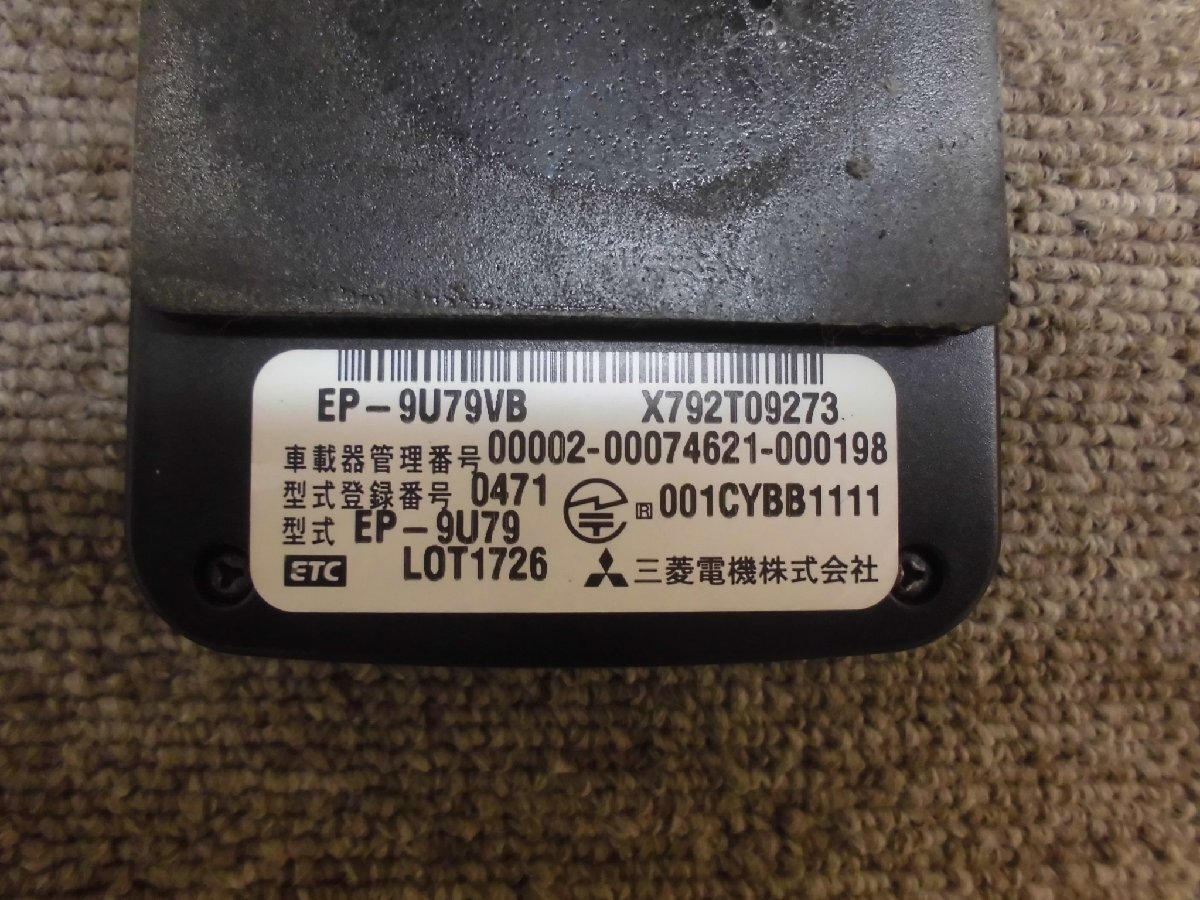 EP-9U79VB X792T09273
車載器管理番号 00002-00074621-000198
型式登録番号 0471 R 001CYBB1111
型式 EP-9U79
ETC LOT1726 三菱電機株式会社